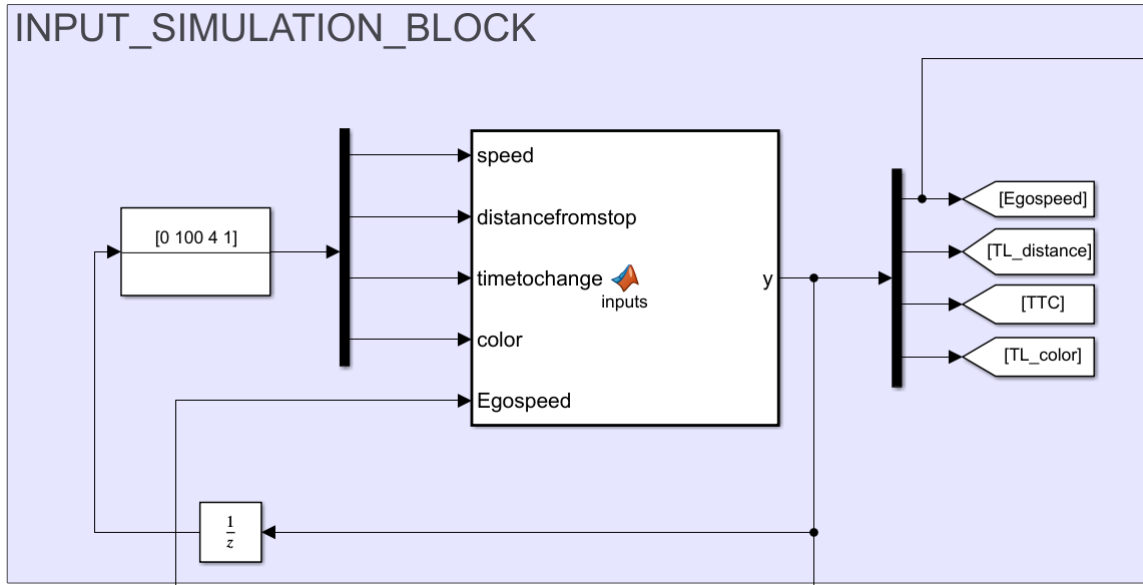 INPUT_SIMULATION_BLOCK
[0 100 4 1]
speed
distancefromstop
timetochange
color
Egospeed
inputs
y
[Egospeed]
[TL_distance]
[TTC]
[TL_color]
1
z